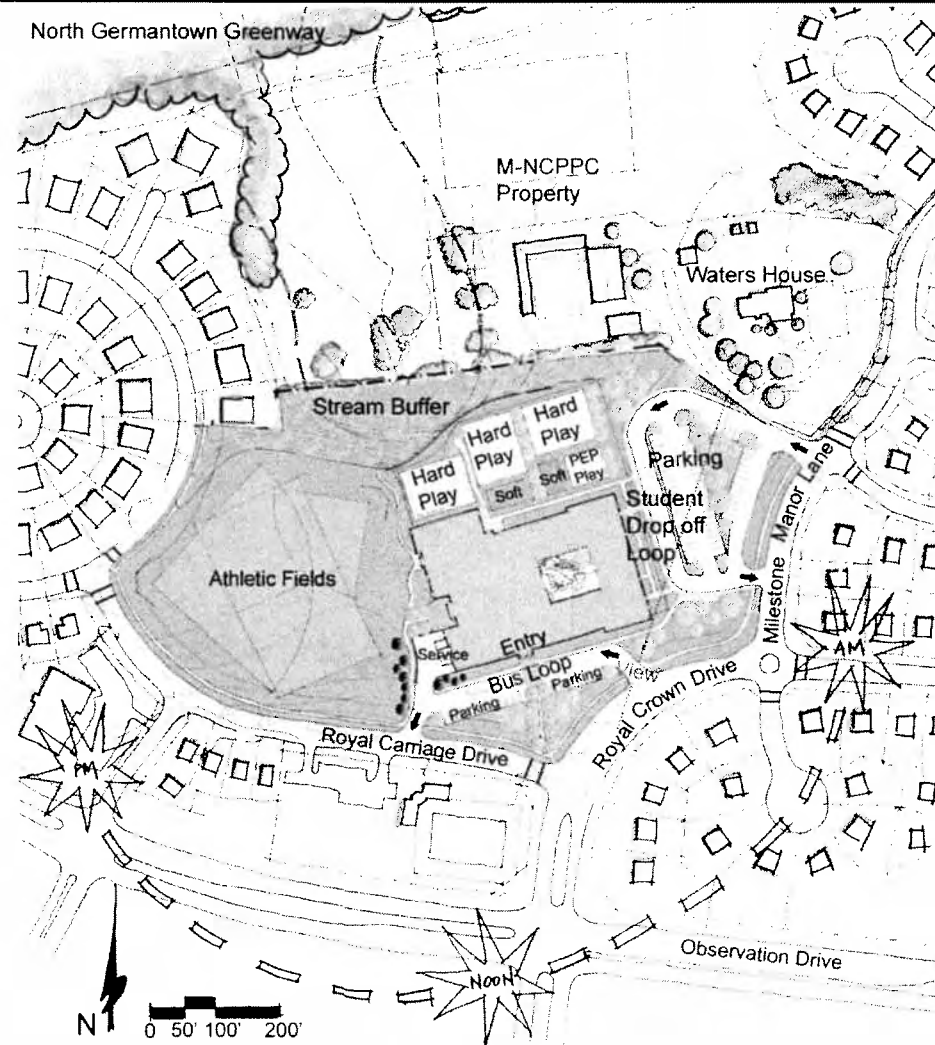 North Germantown Greenway
M-NCPPC
Property
Waters House
Stream Buffer
Hard
Play
Hard
Play
Hard
Play
Soft
Soft
PEP
Play
Parking
Student
Drop off
Loop
Milestone Manor Lane
Athletic Fields
Service
Entry
Bus Loop
Parking
Parking
AM
Royal Crown Drive
Royal Carriage Drive
PM
NOON
Observation Drive
N
0 50' 100' 200'